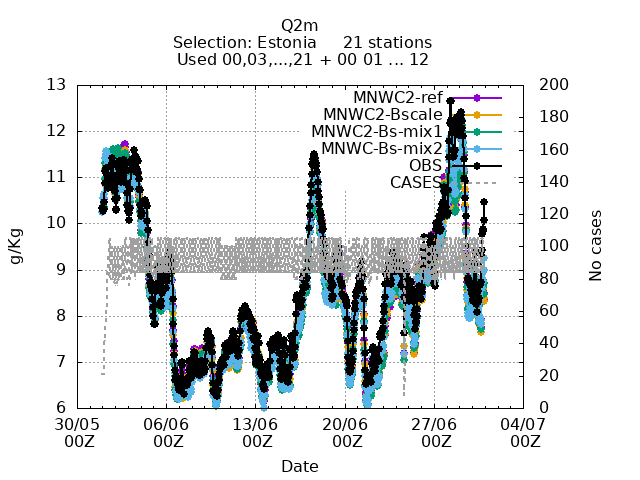 Q2m
Selection: Estonia 21 stations
Used 00,03,...,21 + 00 01 ... 12
MNWC2-ref
MNWC2-Bscale
MNWC2-Bs-mix1
MNWC-Bs-mix2
OBS
CASES
g/Kg
13
12
11
10
9
8
7
6
No cases
200
180
160
140
120
100
80
60
40
20
0
30/05 06/06 13/06 20/06 27/06 04/07
00Z 00Z 00Z 00Z 00Z 00Z
Date